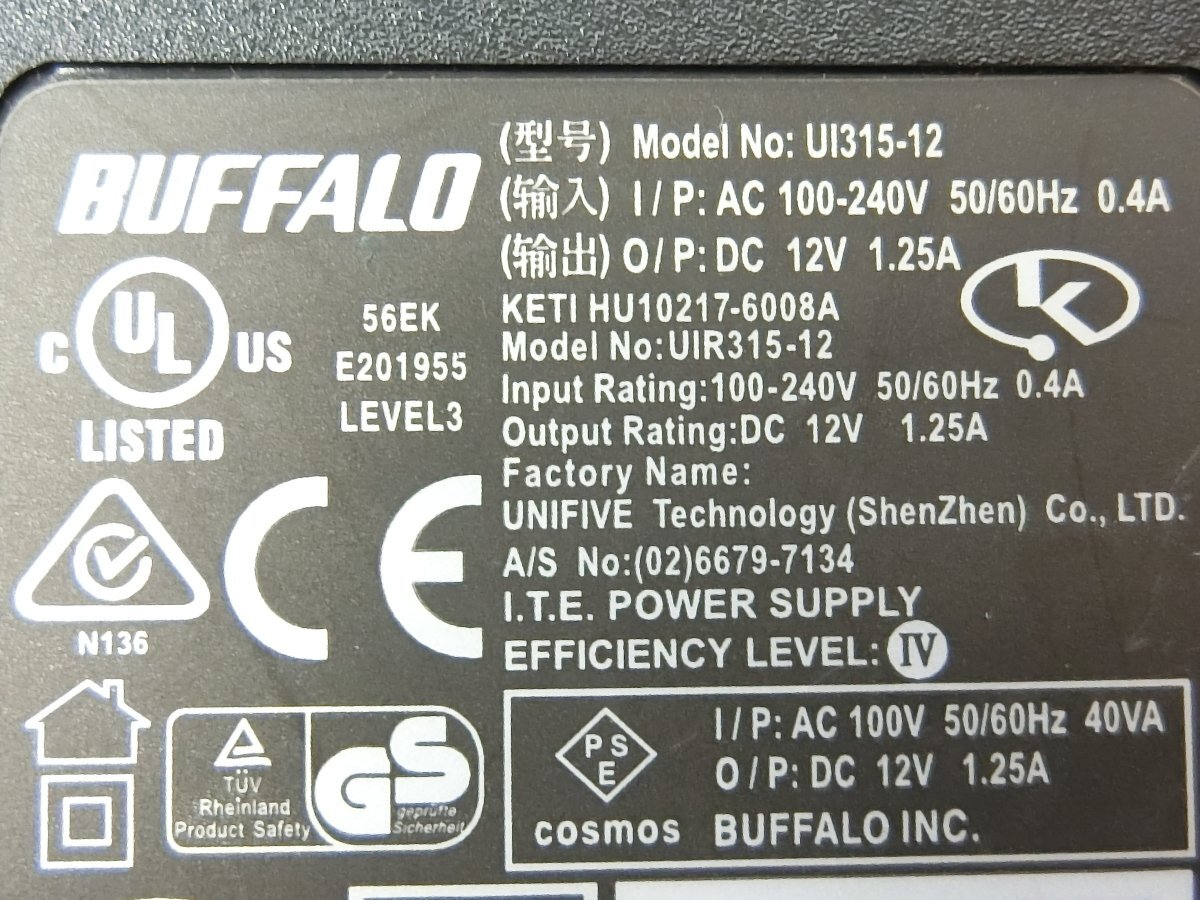 BUFFALO
(型号) Model No: UI315-12
(输入) I/P: AC 100-240V 50/60Hz 0.4A
(输出) O/P: DC 12V 1.25A
KETI HU10217-6008A
Model No:UIR315-12
Input Rating:100-240V 50/60Hz 0.4A
Output Rating:DC 12V 1.25A
Factory Name:
UNIFIVE Technology (ShenZhen) Co., LTD.
A/S No:(02)6679-7134
I.T.E. POWER SUPPLY
EFFICIENCY LEVEL: IV
C UL US
LISTED
56EK
E201955
LEVEL3
N136
CE
TÜV
Rheinland
Product Safety
GS
geprüfte
Sicherheit
PSE
cosmos
I/P: AC 100V 50/60Hz 40VA
O/P: DC 12V 1.25A
BUFFALO INC.